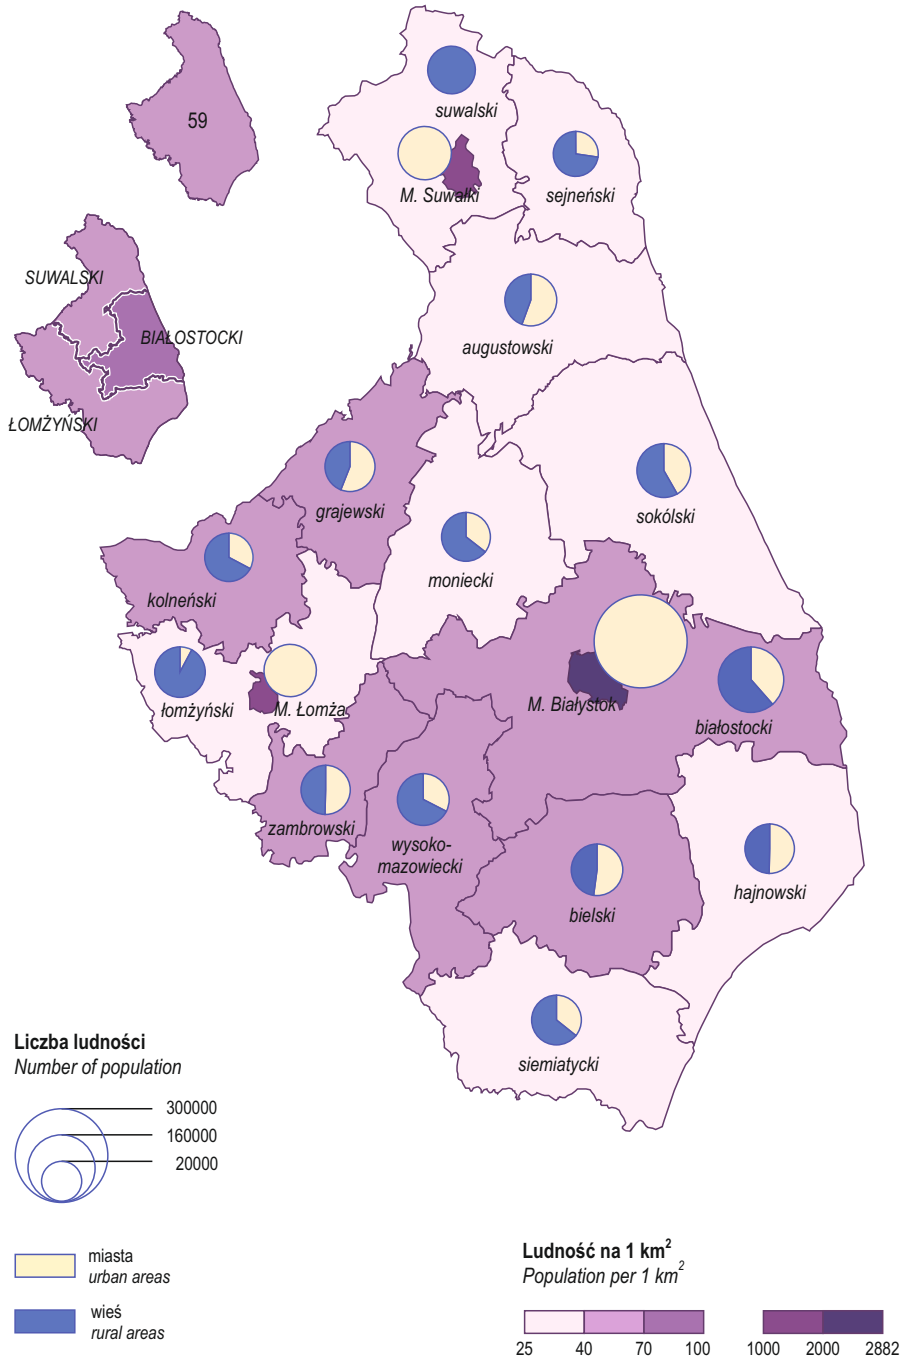 59
SUWALSKI
BIAŁOSTOCKI
ŁOMŻYŃSKI
suwalski
M. Suwałki
sejneński
augustowski
grajewski
sokólski
moniecki
kolneński
łomżyński
M. Łomża
M. Białystok
białostocki
zambrowski
wysoko-
mazowiecki
bielski
hajnowski
siemiatycki
Liczba ludności
Number of population
300000
160000
20000
miasta
urban areas
wieś
rural areas
Ludność na 1 km²
Population per 1 km²
25 40 70 100 1000 2000 2882